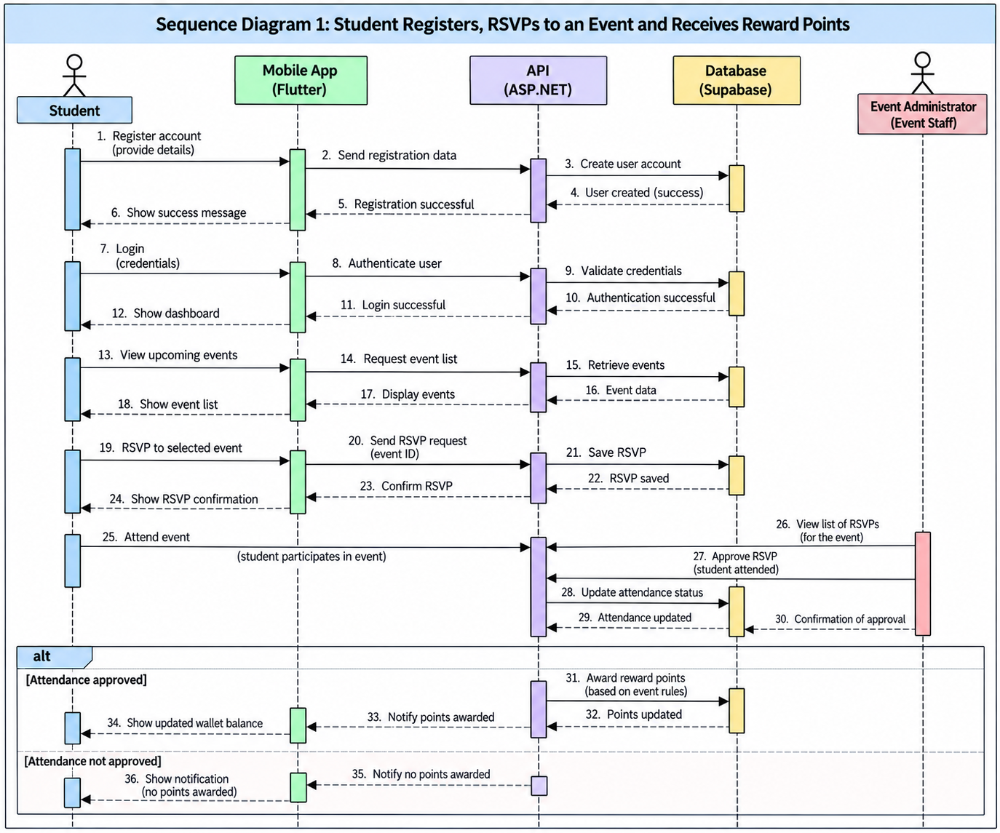 Sequence Diagram 1: Student Registers, RSVPs to an Event and Receives Reward Points
Student
Mobile App
(Flutter)
API
(ASP.NET)
Database
(Supabase)
Event Administrator
(Event Staff)
1. Register account
(provide details)
2. Send registration data
3. Create user account
4. User created (success)
5. Registration successful
6. Show success message
7. Login
(credentials)
8. Authenticate user
9. Validate credentials
10. Authentication successful
11. Login successful
12. Show dashboard
13. View upcoming events
14. Request event list
15. Retrieve events
16. Event data
17. Display events
18. Show event list
19. RSVP to selected event
20. Send RSVP request
(event ID)
21. Save RSVP
22. RSVP saved
23. Confirm RSVP
24. Show RSVP confirmation
25. Attend event
(student participates in event)
26. View list of RSVPs
(for the event)
27. Approve RSVP
(student attended)
28. Update attendance status
29. Attendance updated
30. Confirmation of approval
alt
[Attendance approved]
31. Award reward points
(based on event rules)
32. Points updated
33. Notify points awarded
34. Show updated wallet balance
[Attendance not approved]
35. Notify no points awarded
36. Show notification
(no points awarded)